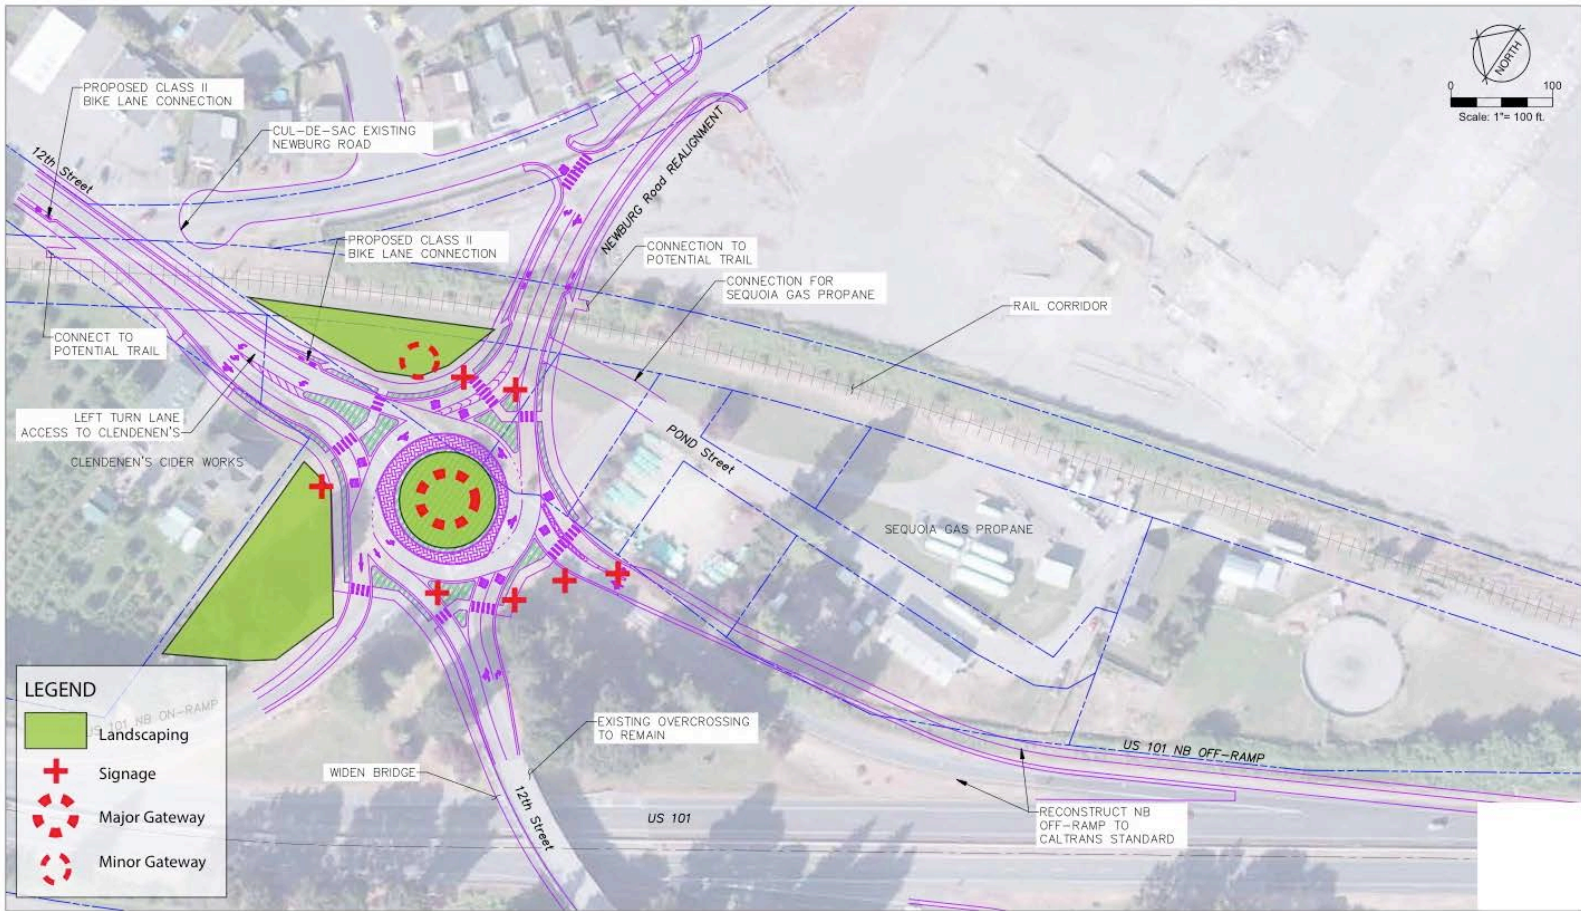 PROPOSED CLASS II
BIKE LANE CONNECTION
CUL-DE-SAC EXISTING
NEWBURG ROAD
12th Street
NEWBURG Road REALIGNMENT
NORTH
0 100
Scale: 1"= 100 ft.
PROPOSED CLASS II
BIKE LANE CONNECTION
CONNECTION TO
POTENTIAL TRAIL
CONNECTION FOR
SEQUOIA GAS PROPANE
RAIL CORRIDOR
CONNECT TO
POTENTIAL TRAIL
LEFT TURN LANE
ACCESS TO CLENDENEN'S
CLENDENEN'S CIDER WORKS
POND Street
SEQUOIA GAS PROPANE
LEGEND
US 101 NB ON-RAMP
Landscaping
Signage
Major Gateway
Minor Gateway
EXISTING OVERCROSSING
TO REMAIN
WIDEN BRIDGE
12th Street
US 101
US 101 NB OFF-RAMP
RECONSTRUCT NB
OFF-RAMP TO
CALTRANS STANDARD